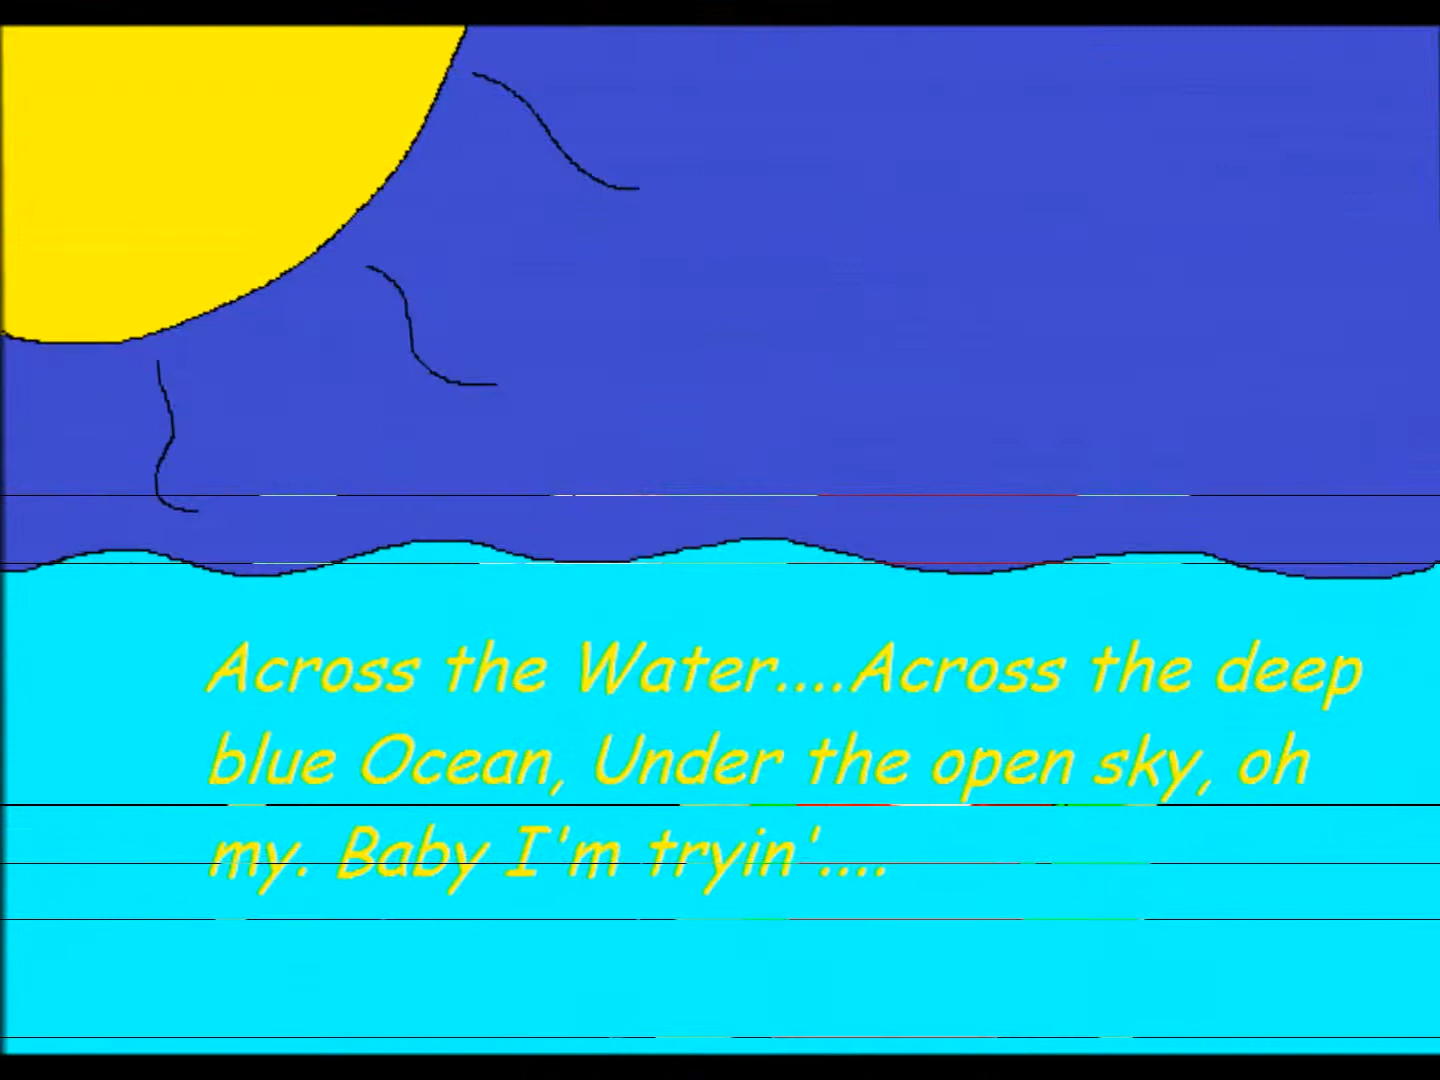 Across the Water....Across the deep
blue Ocean, Under the open sky, oh
my. Baby I'm tryin'....